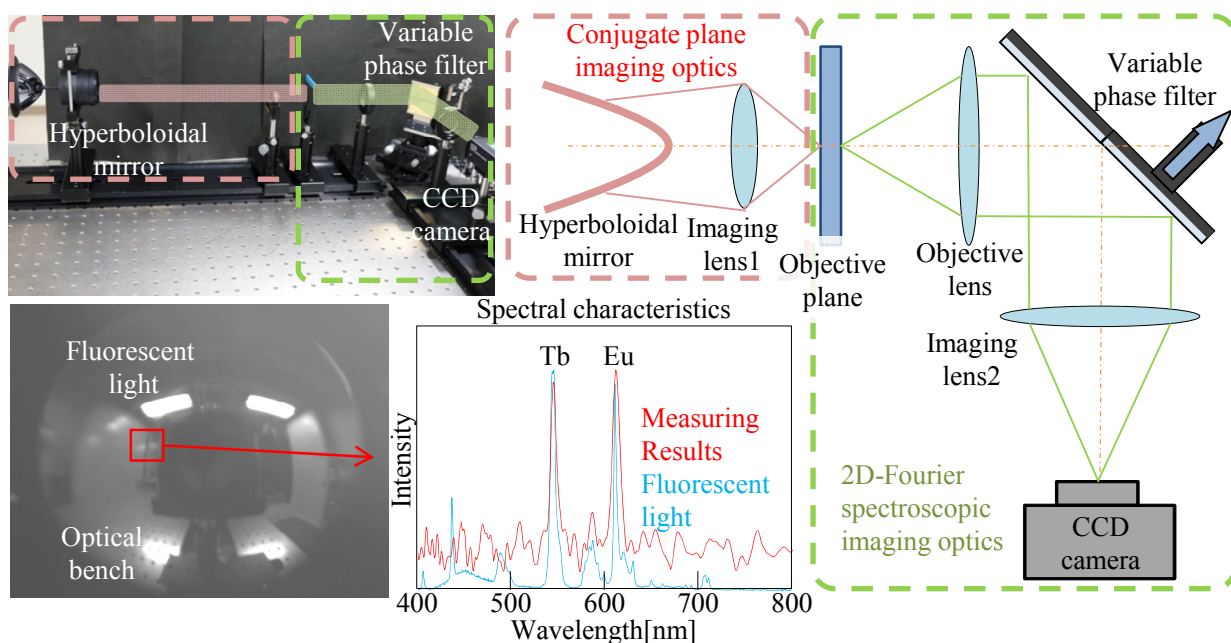 Variable
phase filter
Hyperboloidal
mirror
CCD
camera
Conjugate plane
imaging optics
Hyperboloidal
mirror
Imaging
lens1
Objective
plane
Objective
lens
Variable
phase filter
Imaging
lens2
2D-Fourier
spectroscopic
imaging optics
CCD
camera
Fluorescent
light
Optical
bench
Spectral characteristics
Tb
Eu
Measuring
Results
Fluorescent
light
Intensity
400
500
600
700
800
Wavelength[nm]